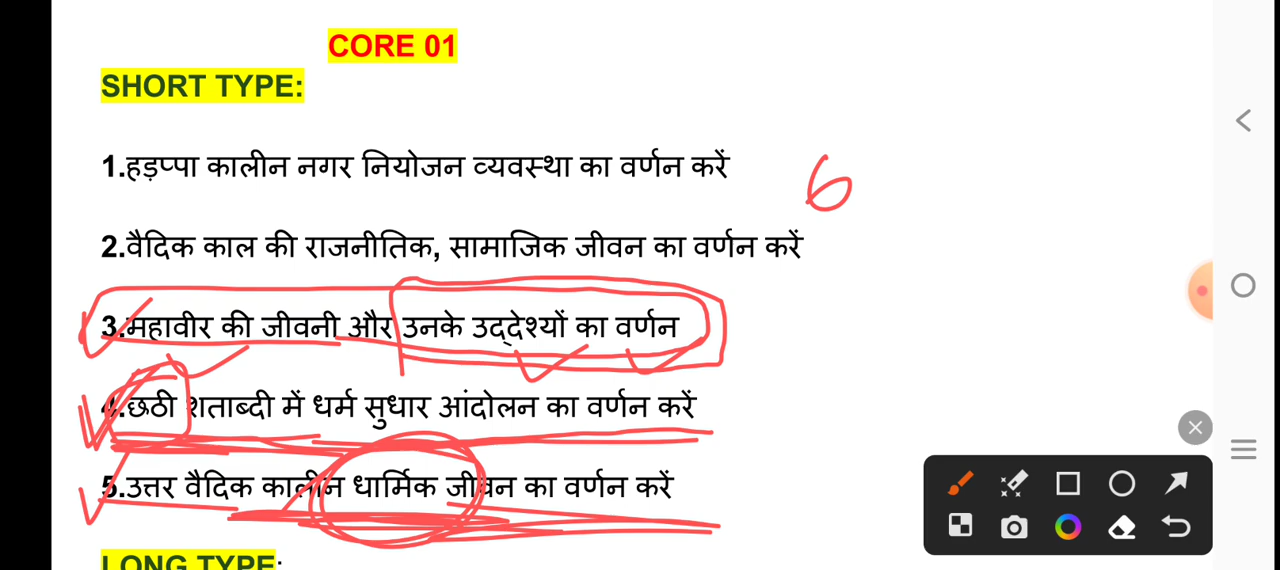 CORE 01
SHORT TYPE:
1.हड़प्पा कालीन नगर नियोजन व्यवस्था का वर्णन करें
6
2.वैदिक काल की राजनीतिक, सामाजिक जीवन का वर्णन करें
3.महावीर की जीवनी और उनके उद्देश्यों का वर्णन
4.छठी शताब्दी में धर्म सुधार आंदोलन का वर्णन करें
5.उत्तर वैदिक कालीन धार्मिक जीवन का वर्णन करें
LONG TYPE: